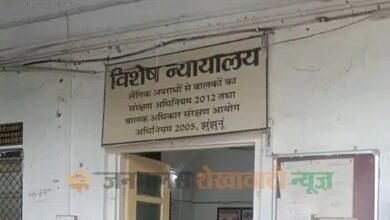 विशेष न्यायालय
लैंगिक अपराधों से बालकों का
संरक्षण अधिनियम 2012 तथा
बालक अधिकार संरक्षण आयोग
अधिनियम 2005, झुंझुनूं
जनमानस शेखावाटी न्यूज